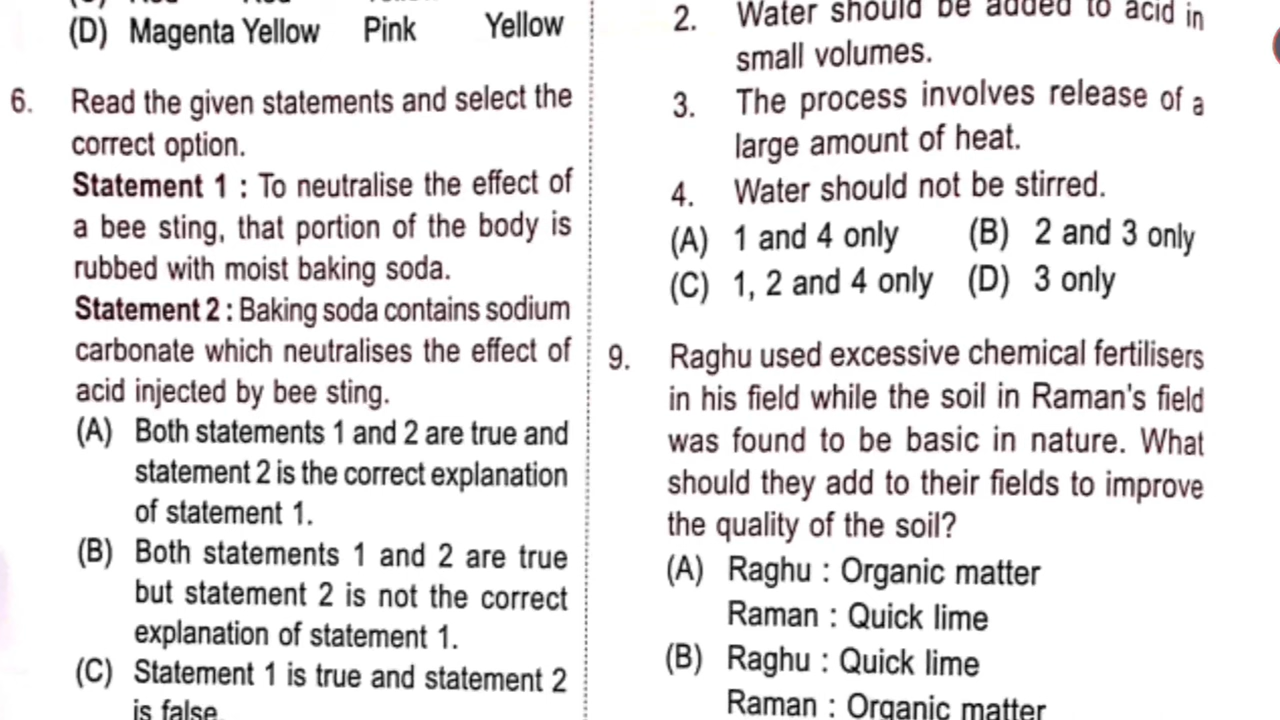 (D) Magenta Yellow Pink Yellow
6. Read the given statements and select the
correct option.
Statement 1 : To neutralise the effect of
a bee sting, that portion of the body is
rubbed with moist baking soda.
Statement 2 : Baking soda contains sodium
carbonate which neutralises the effect of
acid injected by bee sting.
(A) Both statements 1 and 2 are true and
statement 2 is the correct explanation
of statement 1.
(B) Both statements 1 and 2 are true
but statement 2 is not the correct
explanation of statement 1.
(C) Statement 1 is true and statement 2
is false.
2. Water should be added to acid in
small volumes.
3. The process involves release of a
large amount of heat.
4. Water should not be stirred.
(A) 1 and 4 only (B) 2 and 3 only
(C) 1, 2 and 4 only (D) 3 only
9. Raghu used excessive chemical fertilisers
in his field while the soil in Raman's field
was found to be basic in nature. What
should they add to their fields to improve
the quality of the soil?
(A) Raghu : Organic matter
Raman : Quick lime
(B) Raghu : Quick lime
Raman : Organic matter